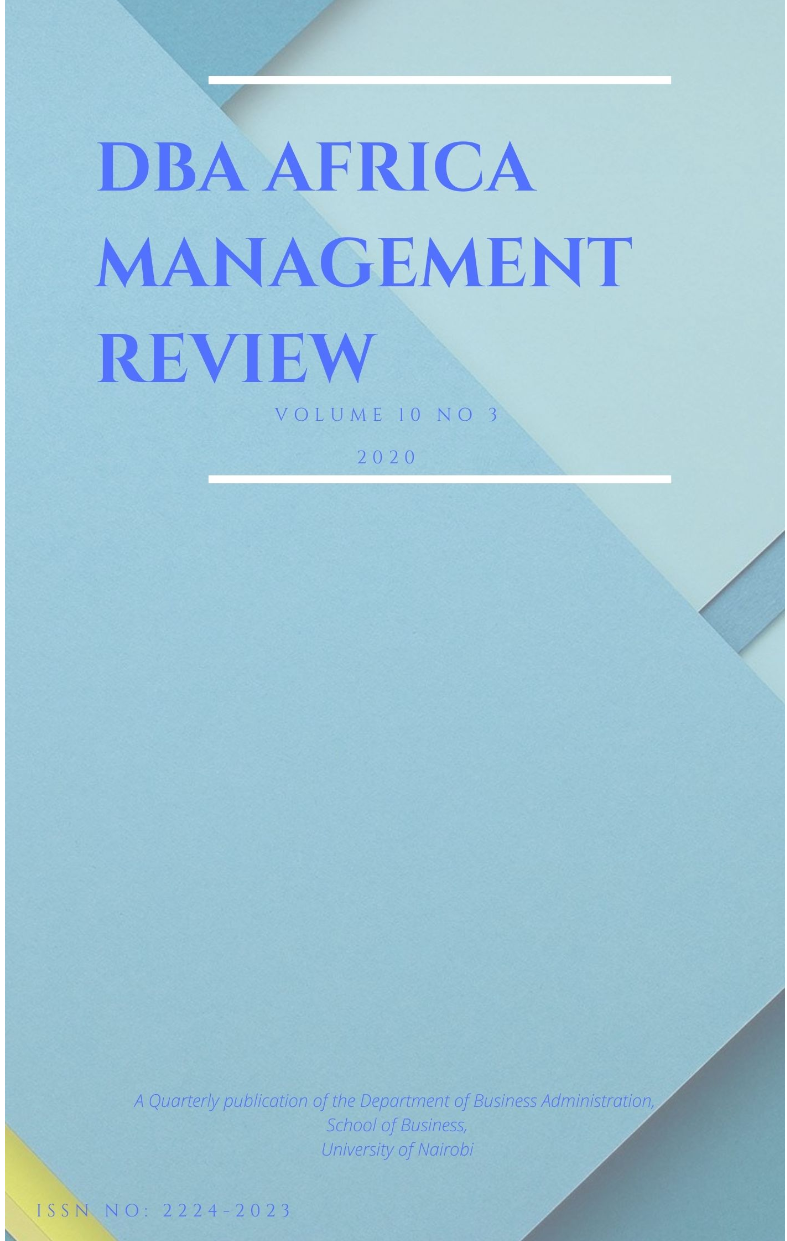 DBA AFRICA
MANAGEMENT
REVIEW
VOLUME 10 NO 3
2020
A Quarterly publication of the Department of Business Administration,
School of Business,
University of Nairobi
ISSN NO: 2224-2023